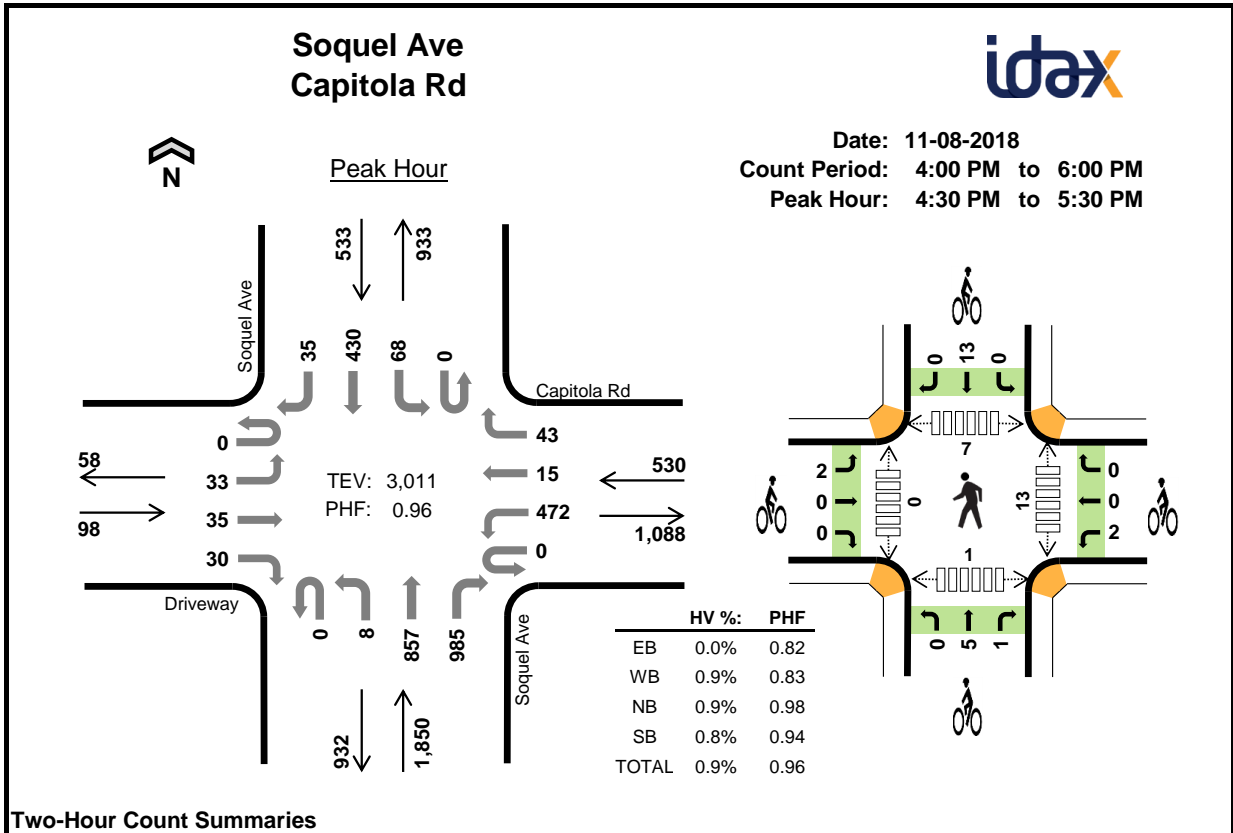 Soquel Ave
Capitola Rd
idax
Date: 11-08-2018
Count Period: 4:00 PM to 6:00 PM
Peak Hour: 4:30 PM to 5:30 PM
N
Peak Hour
533
933
Soquel Ave
35
430
68
0
Capitola Rd
0
33
35
30
58
98
TEV: 3,011
PHF: 0.96
43
15
472
0
530
1,088
Driveway
0
8
857
985
Soquel Ave
932
1,850
HV %: PHF
EB 0.0% 0.82
WB 0.9% 0.83
NB 0.9% 0.98
SB 0.8% 0.94
TOTAL 0.9% 0.96
0
13
0
7
2
0
0
0
13
0
0
2
1
0
5
1
Two-Hour Count Summaries